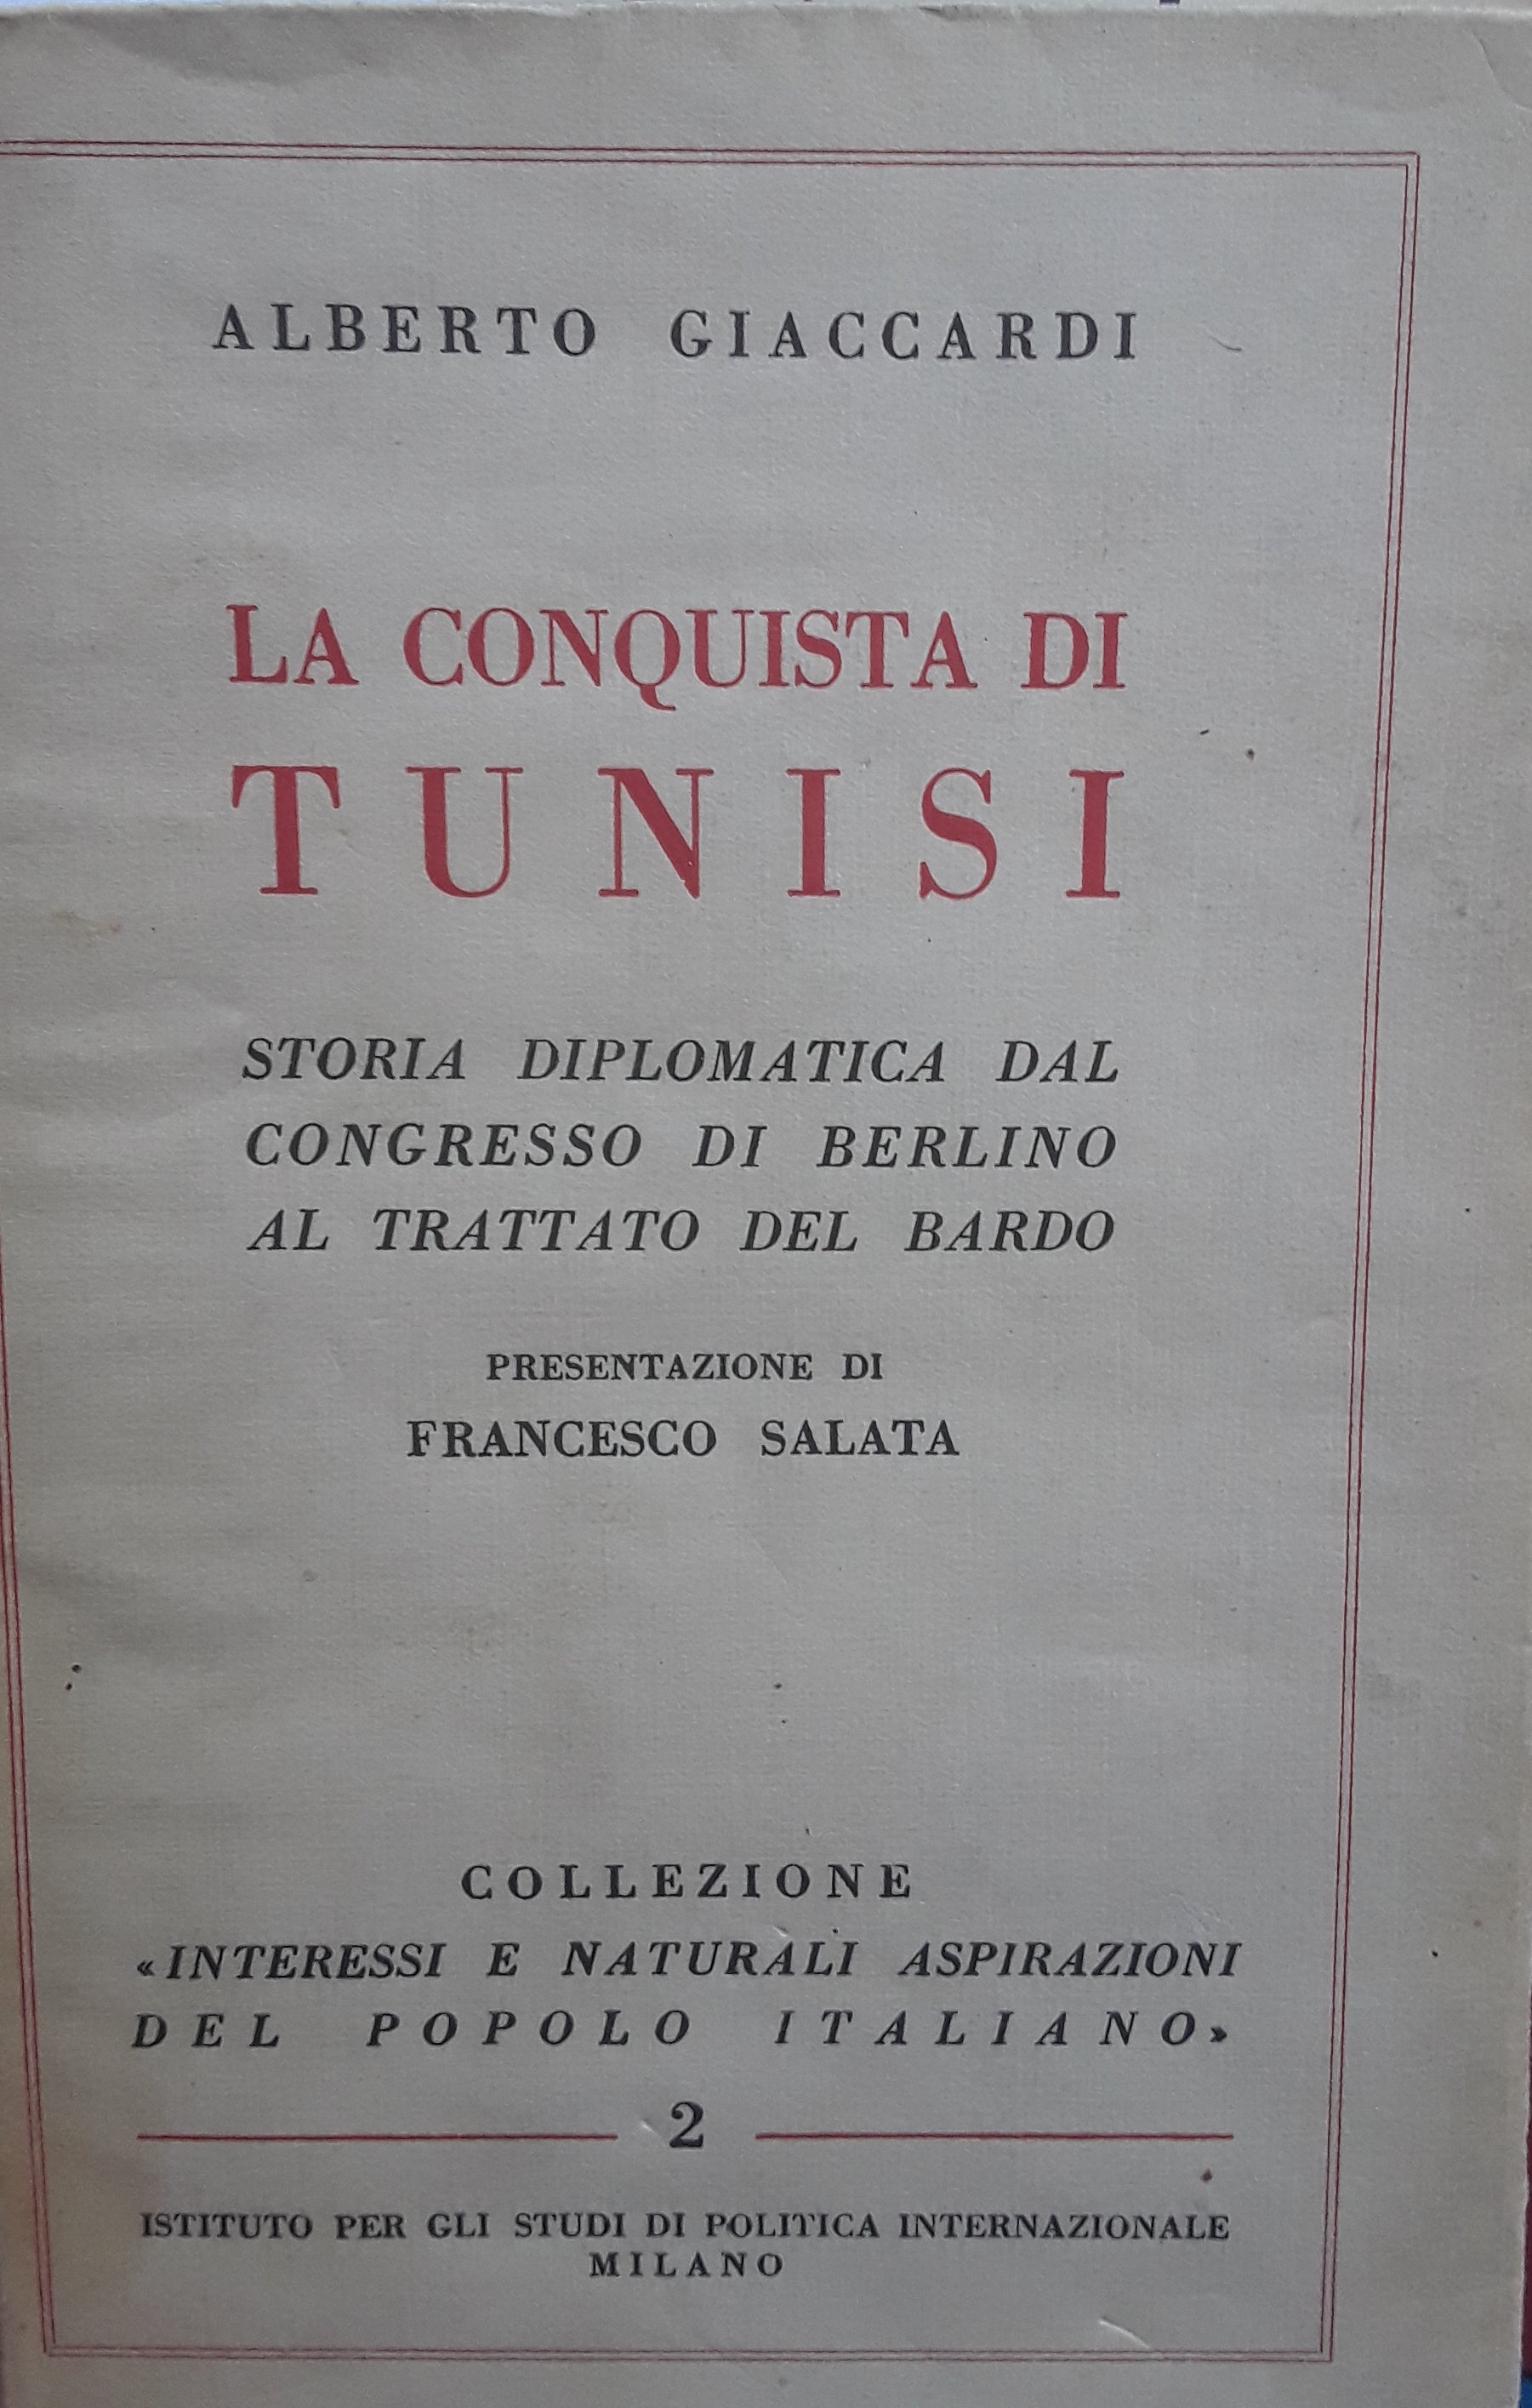 ALBERTO GIACCARDI
LA CONQUISTA DI
TUNISI
STORIA DIPLOMATICA DAL
CONGRESSO DI BERLINO
AL TRATTATO DEL BARDO
PRESENTAZIONE DI
FRANCESCO SALATA
COLLEZIONE
«INTERESSI E NATURALI ASPIRAZIONI
DEL POPOLO ITALIANO»
2
ISTITUTO PER GLI STUDI DI POLITICA INTERNAZIONALE
MILANO